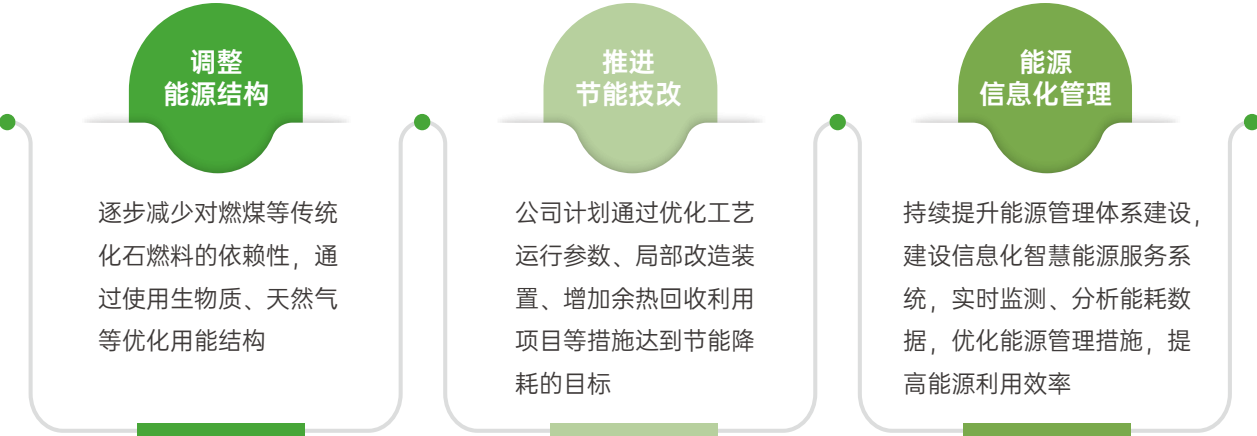 调整
能源结构
逐步减少对燃煤等传统
化石燃料的依赖性，通
过使用生物质、天然气
等优化用能结构
推进
节能技改
公司计划通过优化工艺
运行参数、局部改造装
置、增加余热回收利用
项目等措施达到节能降
耗的目标
能源
信息化管理
持续提升能源管理体系建设，
建设信息化智慧能源服务系
统，实时监测、分析能耗数
据，优化能源管理措施，提
高能源利用效率